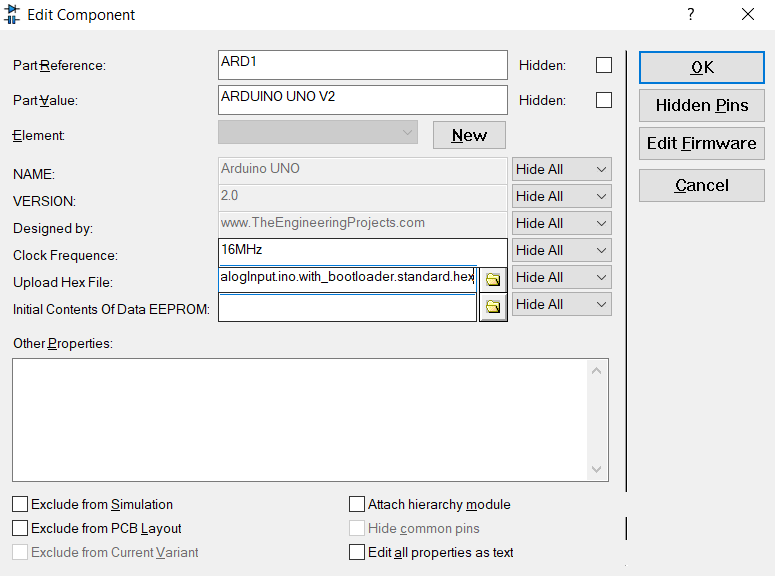 Edit Component
?
Part Reference: ARD1 Hidden: OK
Part Value: ARDUINO UNO V2 Hidden: Hidden Pins
Element: New Edit Firmware
NAME: Arduino UNO Hide All Cancel
VERSION: 2.0 Hide All
Designed by: www.TheEngineeringProjects.com Hide All
Clock Frequence: 16MHz Hide All
Upload Hex File: alogInput.ino.with_bootloader.standard.hex Hide All
Initial Contents Of Data EEPROM: Hide All
Other Properties:
Exclude from Simulation Attach hierarchy module
Exclude from PCB Layout Hide common pins
Exclude from Current Variant Edit all properties as text